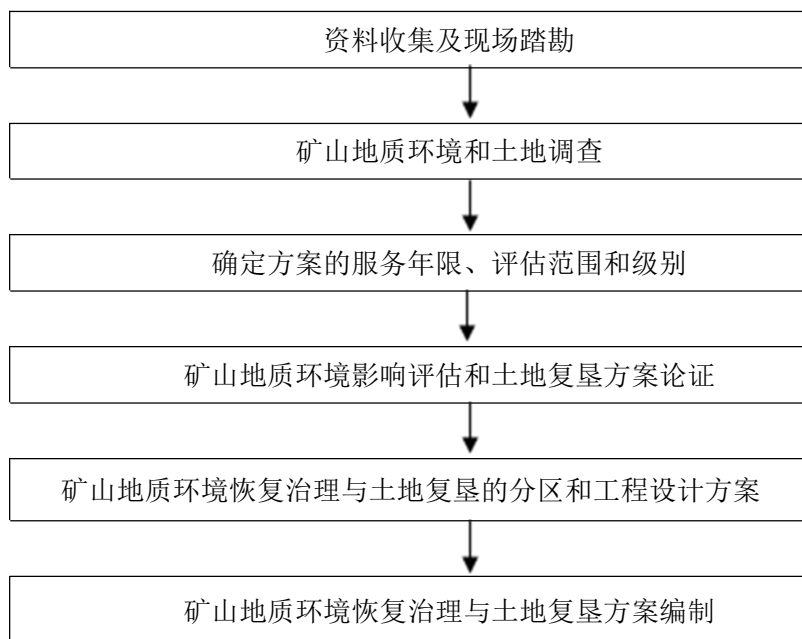 资料收集及现场踏勘
矿山地质环境和土地调查
确定方案的服务年限、评估范围和级别
矿山地质环境影响评估和土地复垦方案论证
矿山地质环境恢复治理与土地复垦的分区和工程设计方案
矿山地质环境恢复治理与土地复垦方案编制